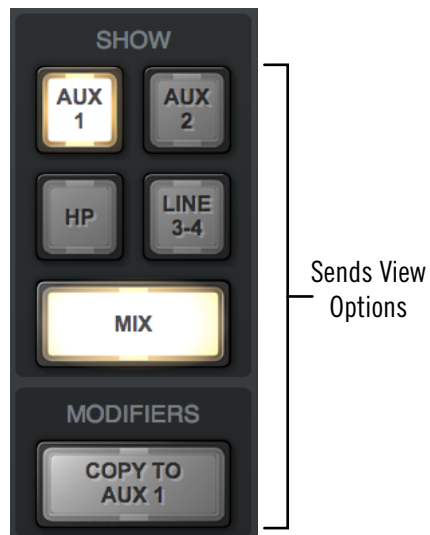 SHOW
AUX
1
AUX
2
HP
LINE
3-4
MIX
Sends View
Options
MODIFIERS
COPY TO
AUX 1